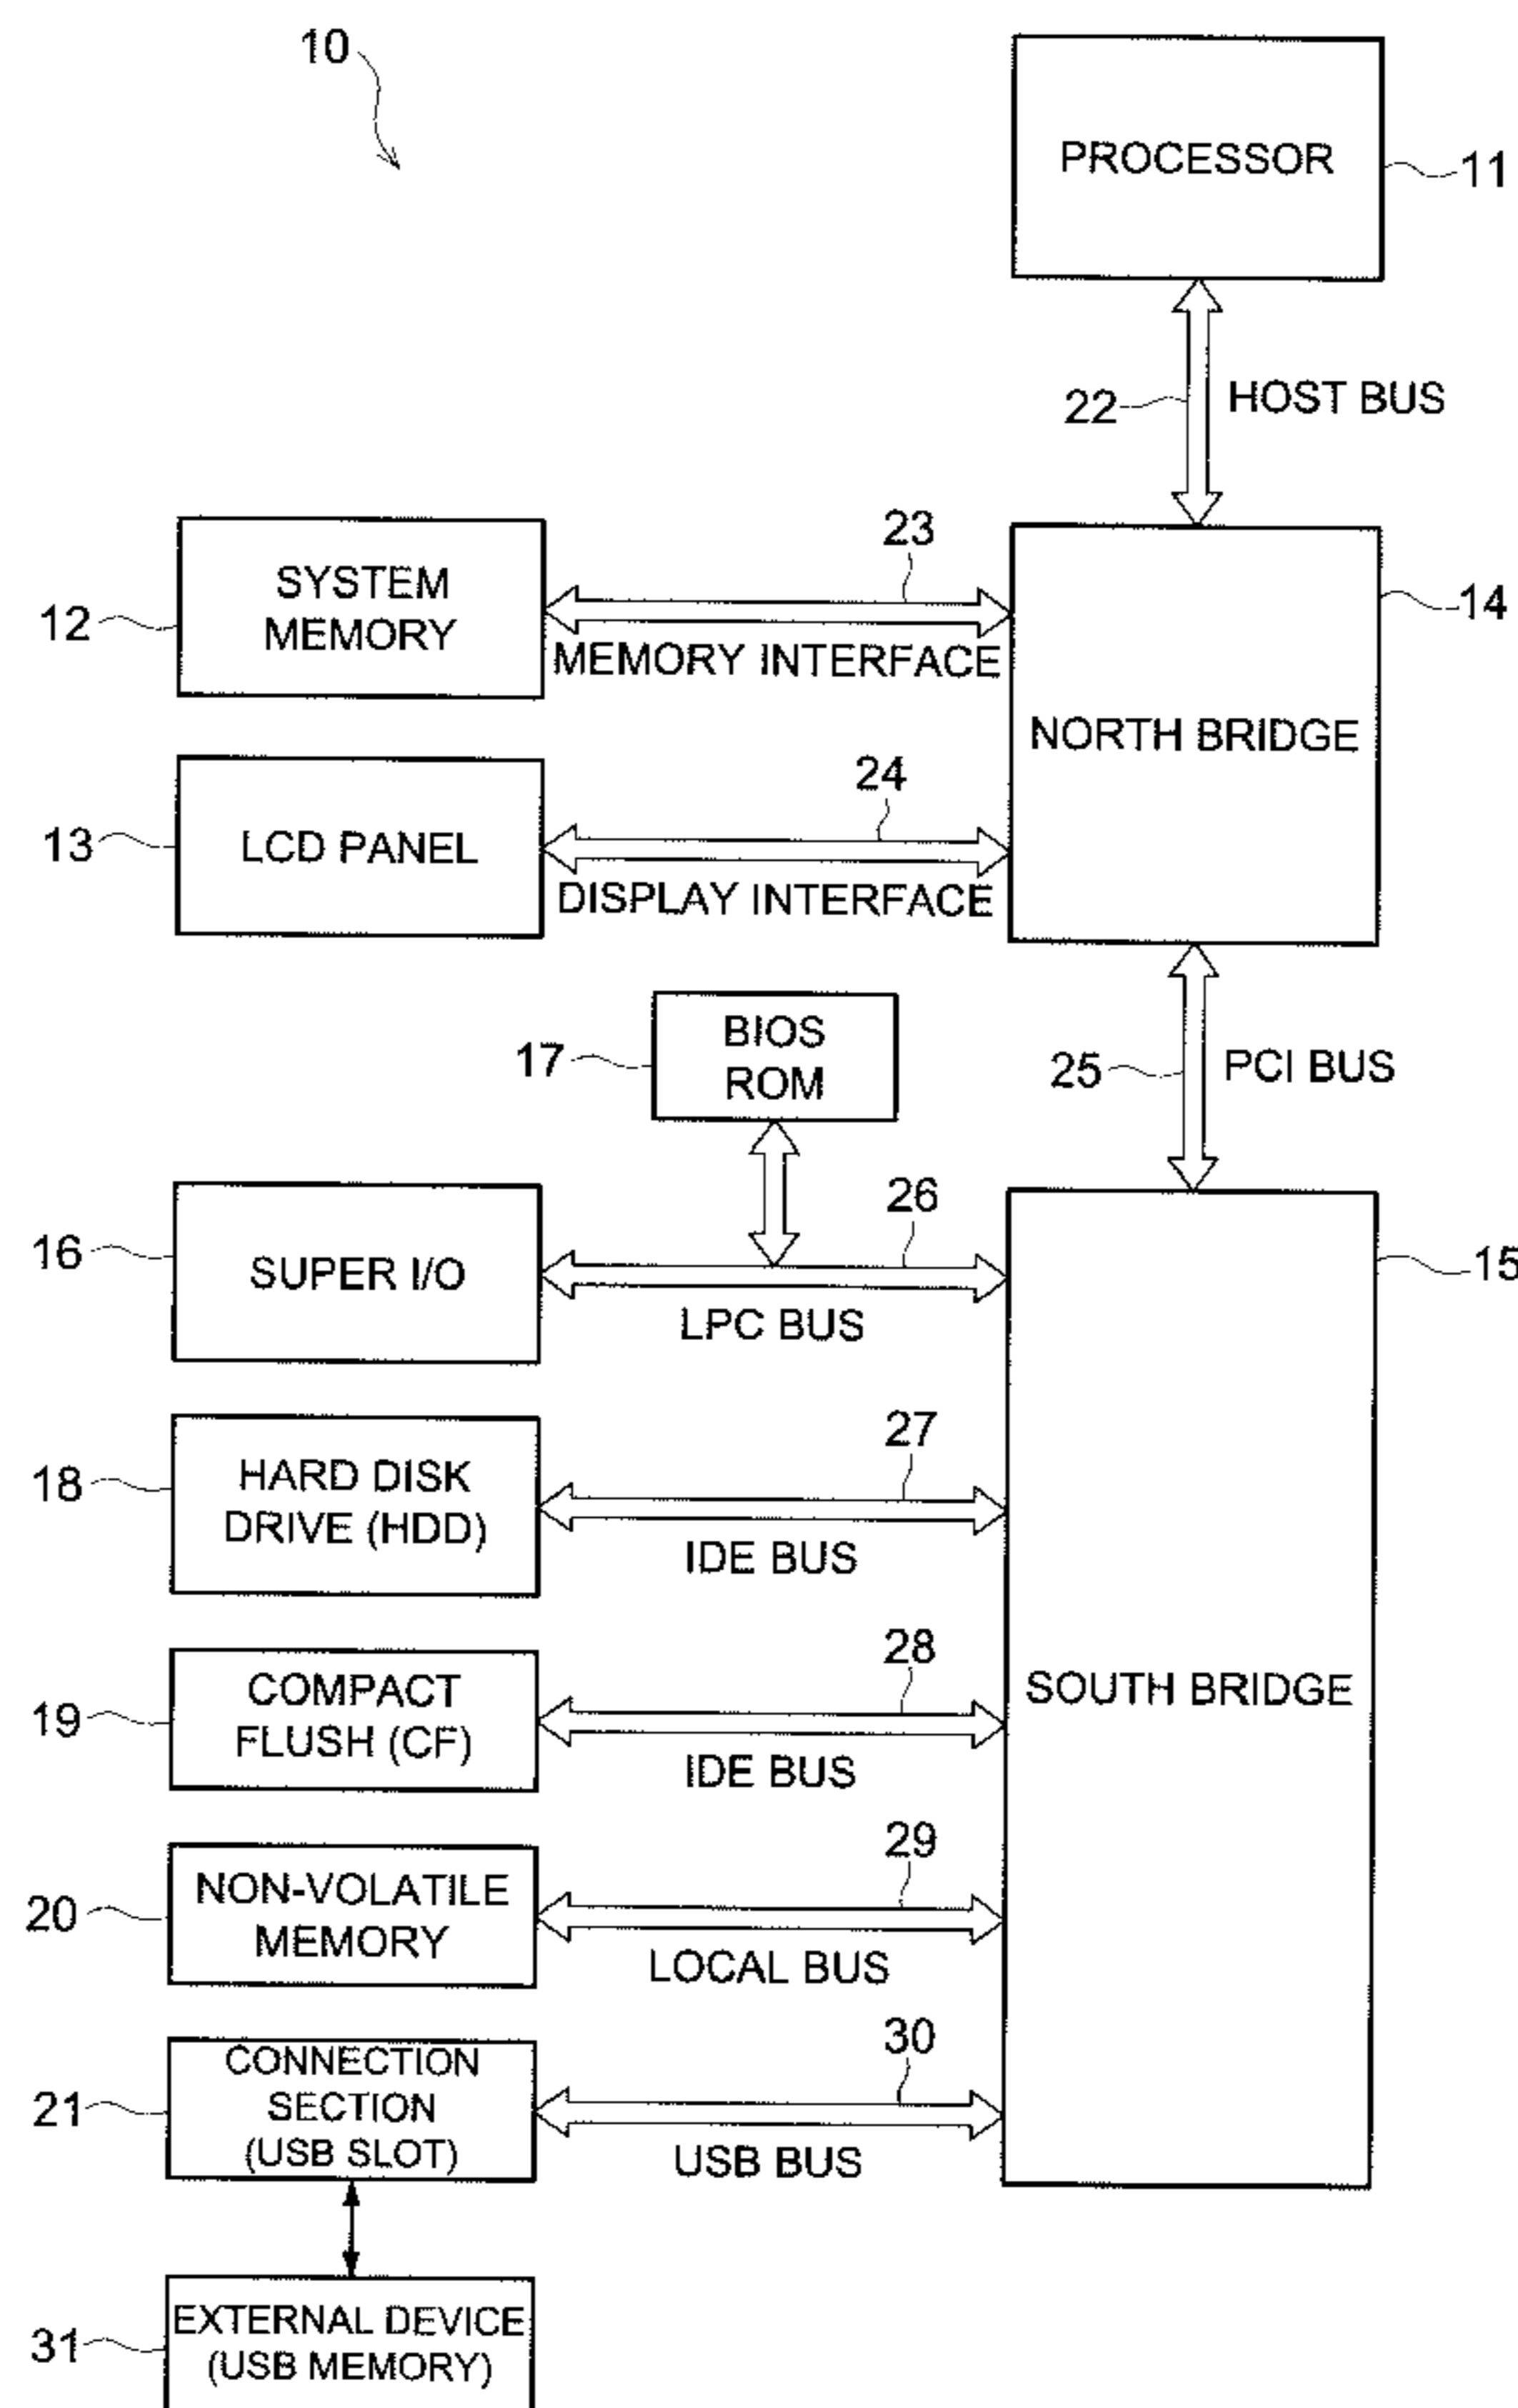 10
PROCESSOR
11
22
HOST BUS
23
SYSTEM
MEMORY
12
14
MEMORY INTERFACE
NORTH BRIDGE
24
13
LCD PANEL
DISPLAY INTERFACE
17
BIOS
ROM
25
PCI BUS
26
16
SUPER I/O
15
LPC BUS
27
18
HARD DISK
DRIVE (HDD)
IDE BUS
28
SOUTH BRIDGE
19
COMPACT
FLUSH (CF)
IDE BUS
29
20
NON-VOLATILE
MEMORY
LOCAL BUS
30
21
CONNECTION
SECTION
(USB SLOT)
USB BUS
31
EXTERNAL DEVICE
(USB MEMORY)